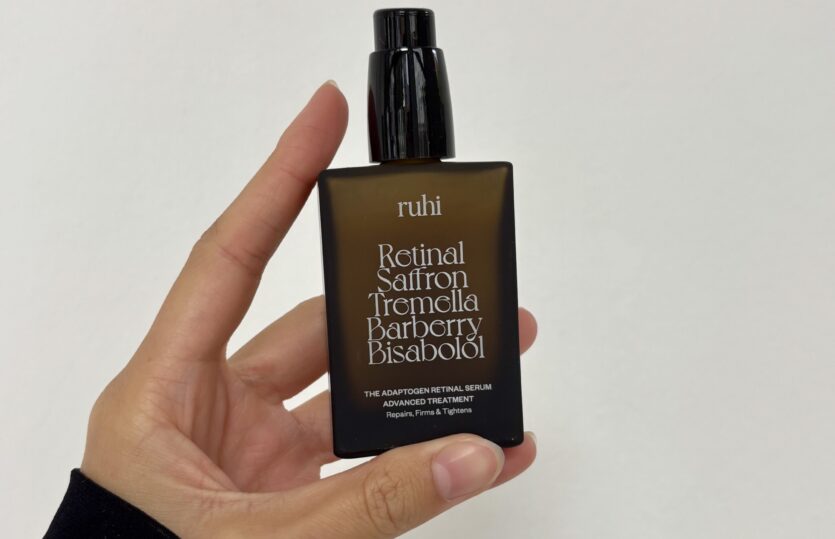 ruhi
Retinal
Saffron
Tremella
Barberry
Bisabolol
THE ADAPTOGEN RETINAL SERUM
ADVANCED TREATMENT
Repairs, Firms & Tightens